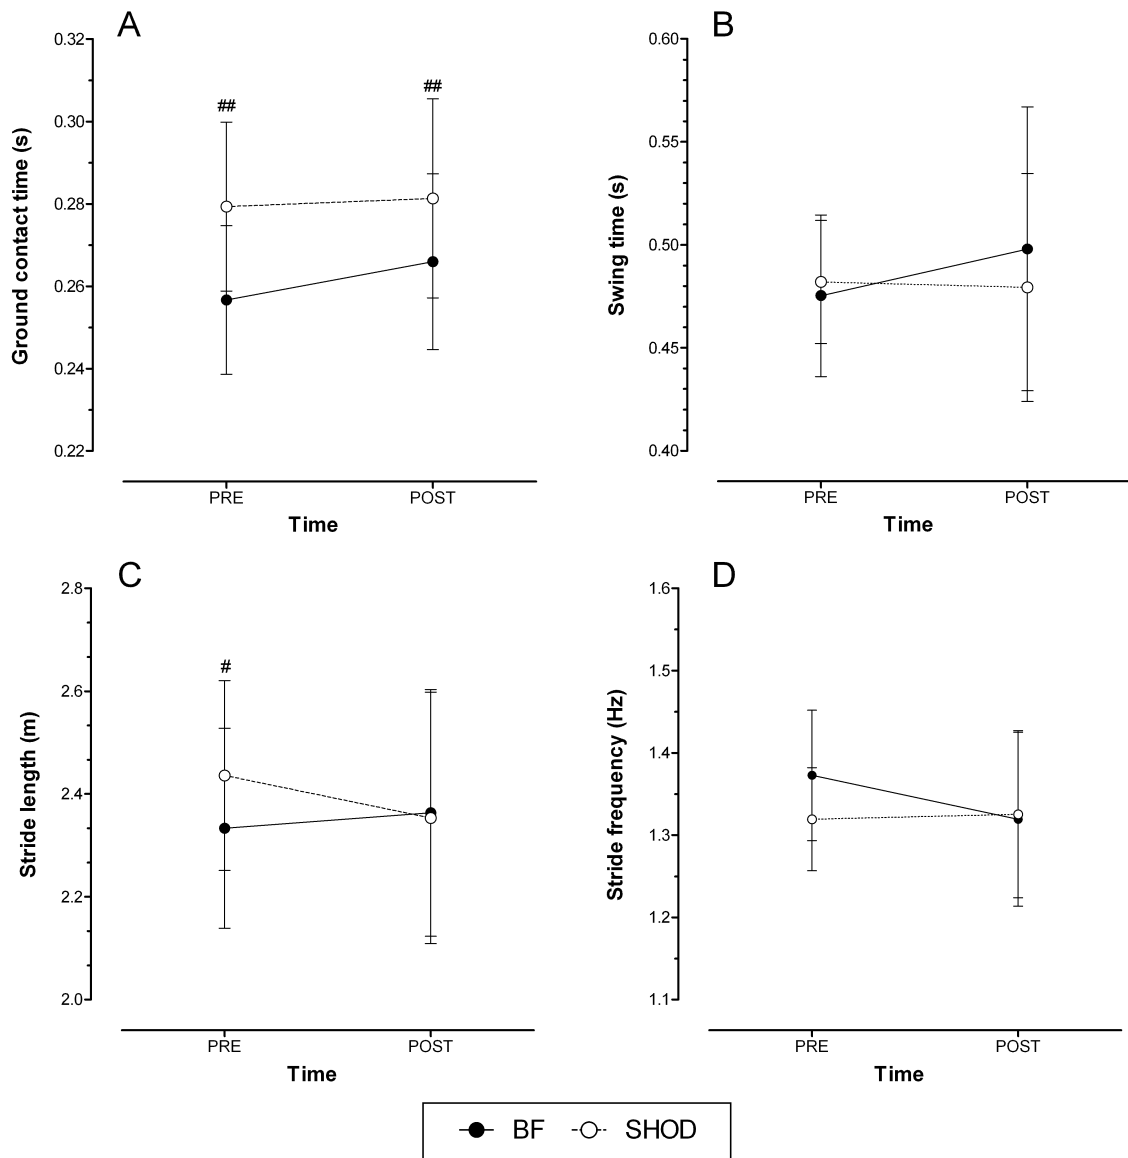 A
Ground contact time (s)
0.32
0.30
0.28
0.26
0.24
0.22
##
##
PRE
POST
Time
B
Swing time (s)
0.60
0.55
0.50
0.45
0.40
PRE
POST
Time
C
Stride length (m)
2.8
2.6
2.4
2.2
2.0
#
PRE
POST
Time
D
Stride frequency (Hz)
1.6
1.5
1.4
1.3
1.2
1.1
PRE
POST
Time
BF SHOD